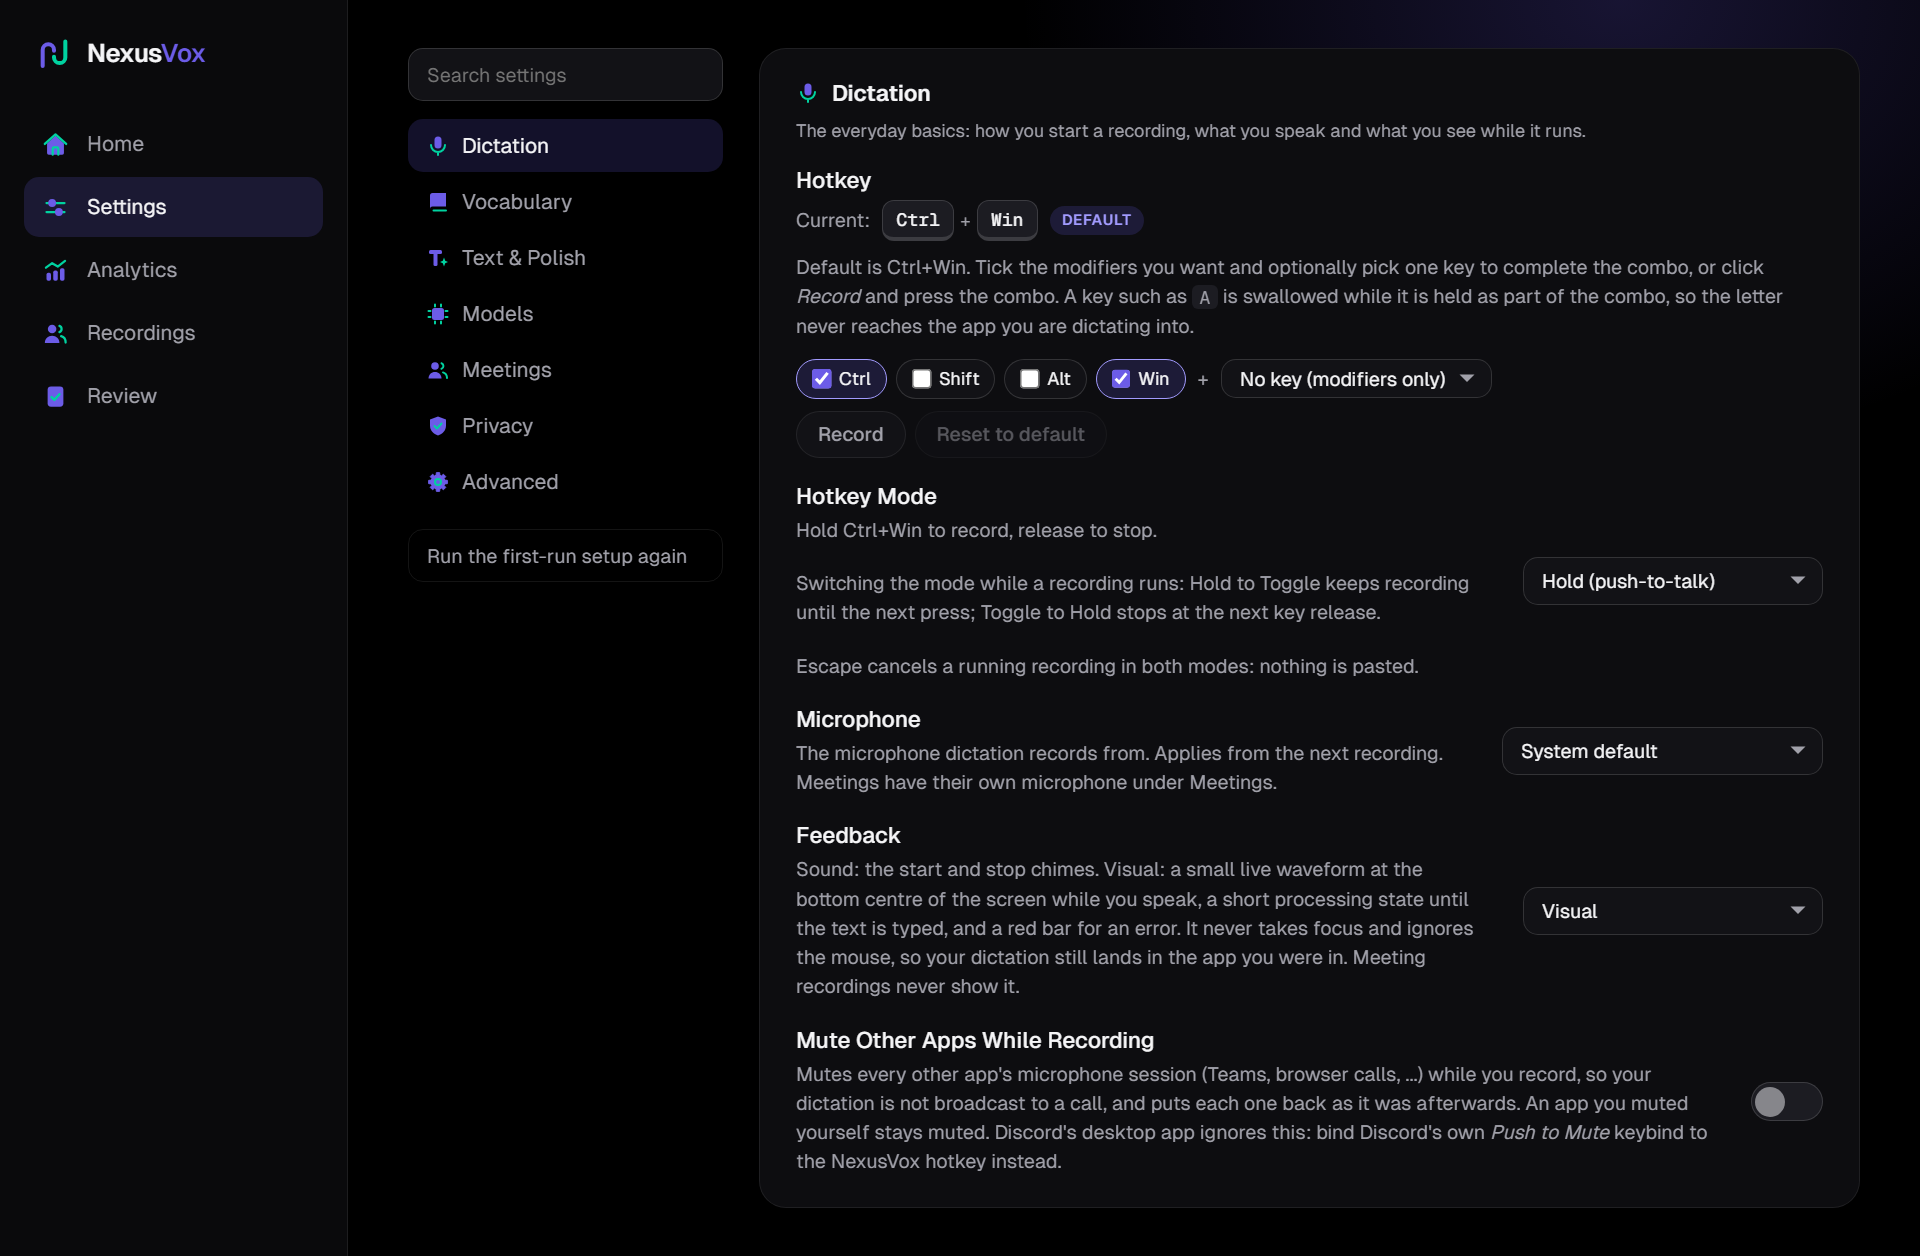 NexusVox
Home
Settings
Analytics
Recordings
Review
Search settings
Dictation
Vocabulary
Text & Polish
Models
Meetings
Privacy
Advanced
Run the first-run setup again
Dictation
The everyday basics: how you start a recording, what you speak and what you see while it runs.
Hotkey
Current: Ctrl + Win DEFAULT
Default is Ctrl+Win. Tick the modifiers you want and optionally pick one key to complete the combo, or click
Record and press the combo. A key such as A is swallowed while it is held as part of the combo, so the letter
never reaches the app you are dictating into.
Ctrl Shift Alt Win + No key (modifiers only)
Record Reset to default
Hotkey Mode
Hold Ctrl+Win to record, release to stop.
Switching the mode while a recording runs: Hold to Toggle keeps recording
until the next press; Toggle to Hold stops at the next key release.
Escape cancels a running recording in both modes: nothing is pasted.
Hold (push-to-talk)
Microphone
The microphone dictation records from. Applies from the next recording.
Meetings have their own microphone under Meetings.
System default
Feedback
Sound: the start and stop chimes. Visual: a small live waveform at the
bottom centre of the screen while you speak, a short processing state until
the text is typed, and a red bar for an error. It never takes focus and ignores
the mouse, so your dictation still lands in the app you were in. Meeting
recordings never show it.
Visual
Mute Other Apps While Recording
Mutes every other app's microphone session (Teams, browser calls, …) while you record, so your
dictation is not broadcast to a call, and puts each one back as it was afterwards. An app you muted
yourself stays muted. Discord's desktop app ignores this: bind Discord's own Push to Mute keybind to
the NexusVox hotkey instead.